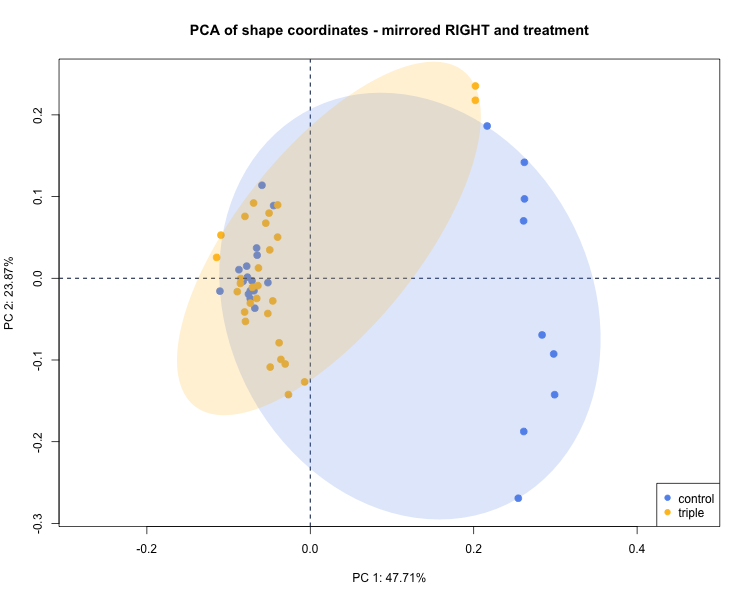 PCA of shape coordinates - mirrored RIGHT and treatment
PC 2: 23.87%
0.2
0.1
0.0
-0.1
-0.2
-0.3
control
triple
-0.2
0.0
0.2
0.4
PC 1: 47.71%